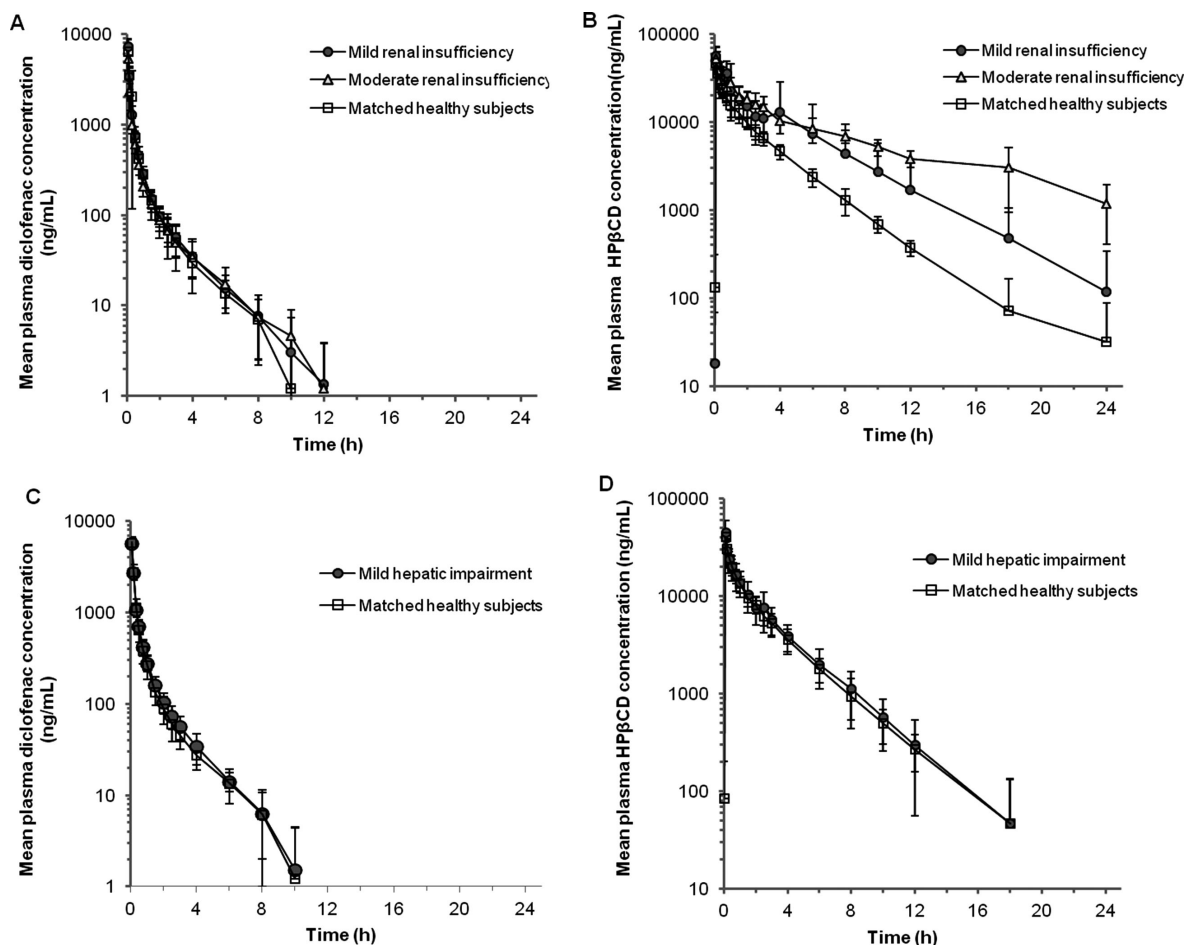 A
Mean plasma diclofenac concentration
(ng/mL)
10000
1000
100
10
1
0 4 8 12 16 20 24
Time (h)
Mild renal insufficiency
Moderate renal insufficiency
Matched healthy subjects
B
Mean plasma HPβCD concentration(ng/mL)
100000
10000
1000
100
10
0 4 8 12 16 20 24
Time (h)
Mild renal insufficiency
Moderate renal insufficiency
Matched healthy subjects
C
Mean plasma diclofenac concentration
(ng/mL)
10000
1000
100
10
1
0 4 8 12 16 20 24
Time (h)
Mild hepatic impairment
Matched healthy subjects
D
Mean plasma HPβCD concentration (ng/mL)
100000
10000
1000
100
10
0 4 8 12 16 20 24
Time (h)
Mild hepatic impairment
Matched healthy subjects